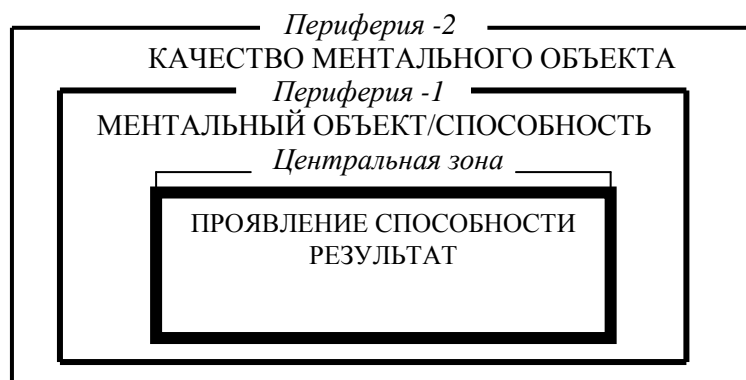 Периферия -2
КАЧЕСТВО МЕНТАЛЬНОГО ОБЪЕКТА
Периферия -1
МЕНТАЛЬНЫЙ ОБЪЕКТ/СПОСОБНОСТЬ
Центральная зона
ПРОЯВЛЕНИЕ СПОСОБНОСТИ
РЕЗУЛЬТАТ